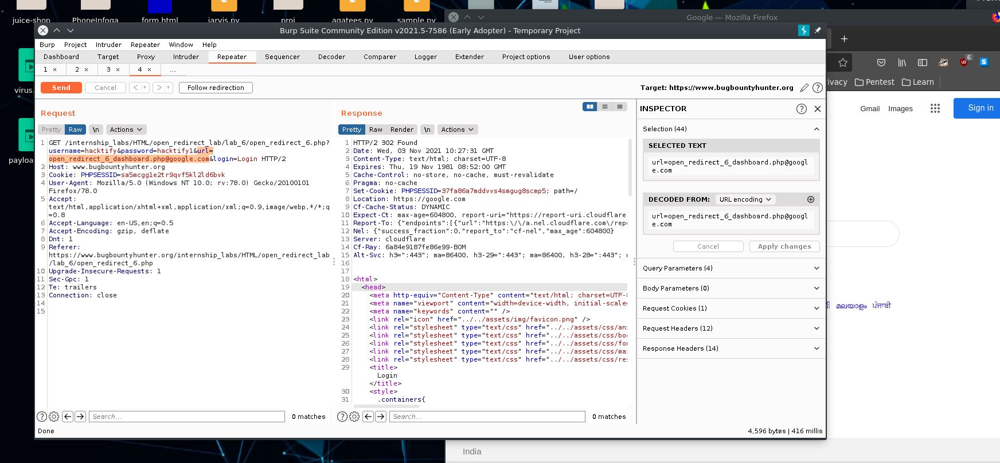 juice-shop
PhoneInfoga
form.html
jarvis.py
proj
agatees.py
sample.py
Google — Mozilla Firefox
Burp Suite Community Edition v2021.5-7586 (Early Adopter) - Temporary Project
Burp Project Intruder Repeater Window Help
Dashboard Target Proxy Intruder Repeater Sequencer Decoder Comparer Logger Extender Project options User options
1 × 2 × 3 × 4 × ...
Send Cancel < > Follow redirection
Target: https://www.bugbountyhunter.org
Request
Pretty Raw \n Actions
1 GET /internship_labs/HTML/open_redirect_lab/lab_6/open_redirect_6.php?
username=hacktify&password=hacktify1&url=
open_redirect_6_dashboard.php@google.com&login=Login HTTP/2
2 Host: www.bugbountyhunter.org
3 Cookie: PHPSESSID=sa5mcgg1e2tr9qvf5kl2ld6bvk
4 User-Agent: Mozilla/5.0 (Windows NT 10.0; rv:78.0) Gecko/20100101
Firefox/78.0
5 Accept:
text/html,application/xhtml+xml,application/xml;q=0.9,image/webp,*/*;q
=0.8
6 Accept-Language: en-US,en;q=0.5
7 Accept-Encoding: gzip, deflate
8 Dnt: 1
9 Referer:
https://www.bugbountyhunter.org/internship_labs/HTML/open_redirect_lab
/lab_6/open_redirect_6.php
10 Upgrade-Insecure-Requests: 1
11 Sec-Gpc: 1
12 Te: trailers
13 Connection: close
14
15
Search...
0 matches
Response
Pretty Raw Render \n Actions
1 HTTP/2 302 Found
2 Date: Wed, 03 Nov 2021 10:27:31 GMT
3 Content-Type: text/html; charset=UTF-8
4 Expires: Thu, 19 Nov 1981 08:52:00 GMT
5 Cache-Control: no-store, no-cache, must-revalidate
6 Pragma: no-cache
7 Set-Cookie: PHPSESSID=37fa86a7mddvvs4smgug8scmp5; path=/
8 Location: https://google.com
9 Cf-Cache-Status: DYNAMIC
10 Expect-Ct: max-age=604800, report-uri="https://report-uri.cloudflare
11 Report-To: {"endpoints":[{"url":"https:\/\/a.nel.cloudflare.com\/repo
12 Nel: {"success_fraction":0,"report_to":"cf-nel","max_age":604800}
13 Server: cloudflare
14 Cf-Ray: 6a84e9187fe86e99-BOM
15 Alt-Svc: h3=":443"; ma=86400, h3-29=":443"; ma=86400, h3-28=":443";
16
17
18 <html>
19 <head>
20 <meta http-equiv="Content-Type" content="text/html; charset=UTF-8
21 <meta name="viewport" content="width=device-width, initial-scale=
22 <meta name="keywords" content="" />
23 <link rel="icon" href="../../assets/img/favicon.png" />
24 <link rel="stylesheet" type="text/css" href="../../assets/css/ani
25 <link rel="stylesheet" type="text/css" href="../../assets/css/boo
26 <link rel="stylesheet" type="text/css" href="../../assets/css/for
27 <link rel="stylesheet" type="text/css" href="../../assets/css/mai
28 <link rel="stylesheet" type="text/css" href="../../assets/css/res
29 <title>
Login
</title>
30 <style>
31 .containers{
Search...
0 matches
INSPECTOR
Selection (44)
SELECTED TEXT
url=open_redirect_6_dashboard.php@googl
e.com
DECODED FROM: URL encoding
url=open_redirect_6_dashboard.php@googl
e.com
Cancel Apply changes
Query Parameters (4)
Body Parameters (0)
Request Cookies (1)
Request Headers (12)
Response Headers (14)
Done
4,596 bytes | 416 millis
6
ivacy Pentest Learn
Gmail Images Sign in
മലയാളം ਪੰਜਾਬੀ
India
virus.
payloa